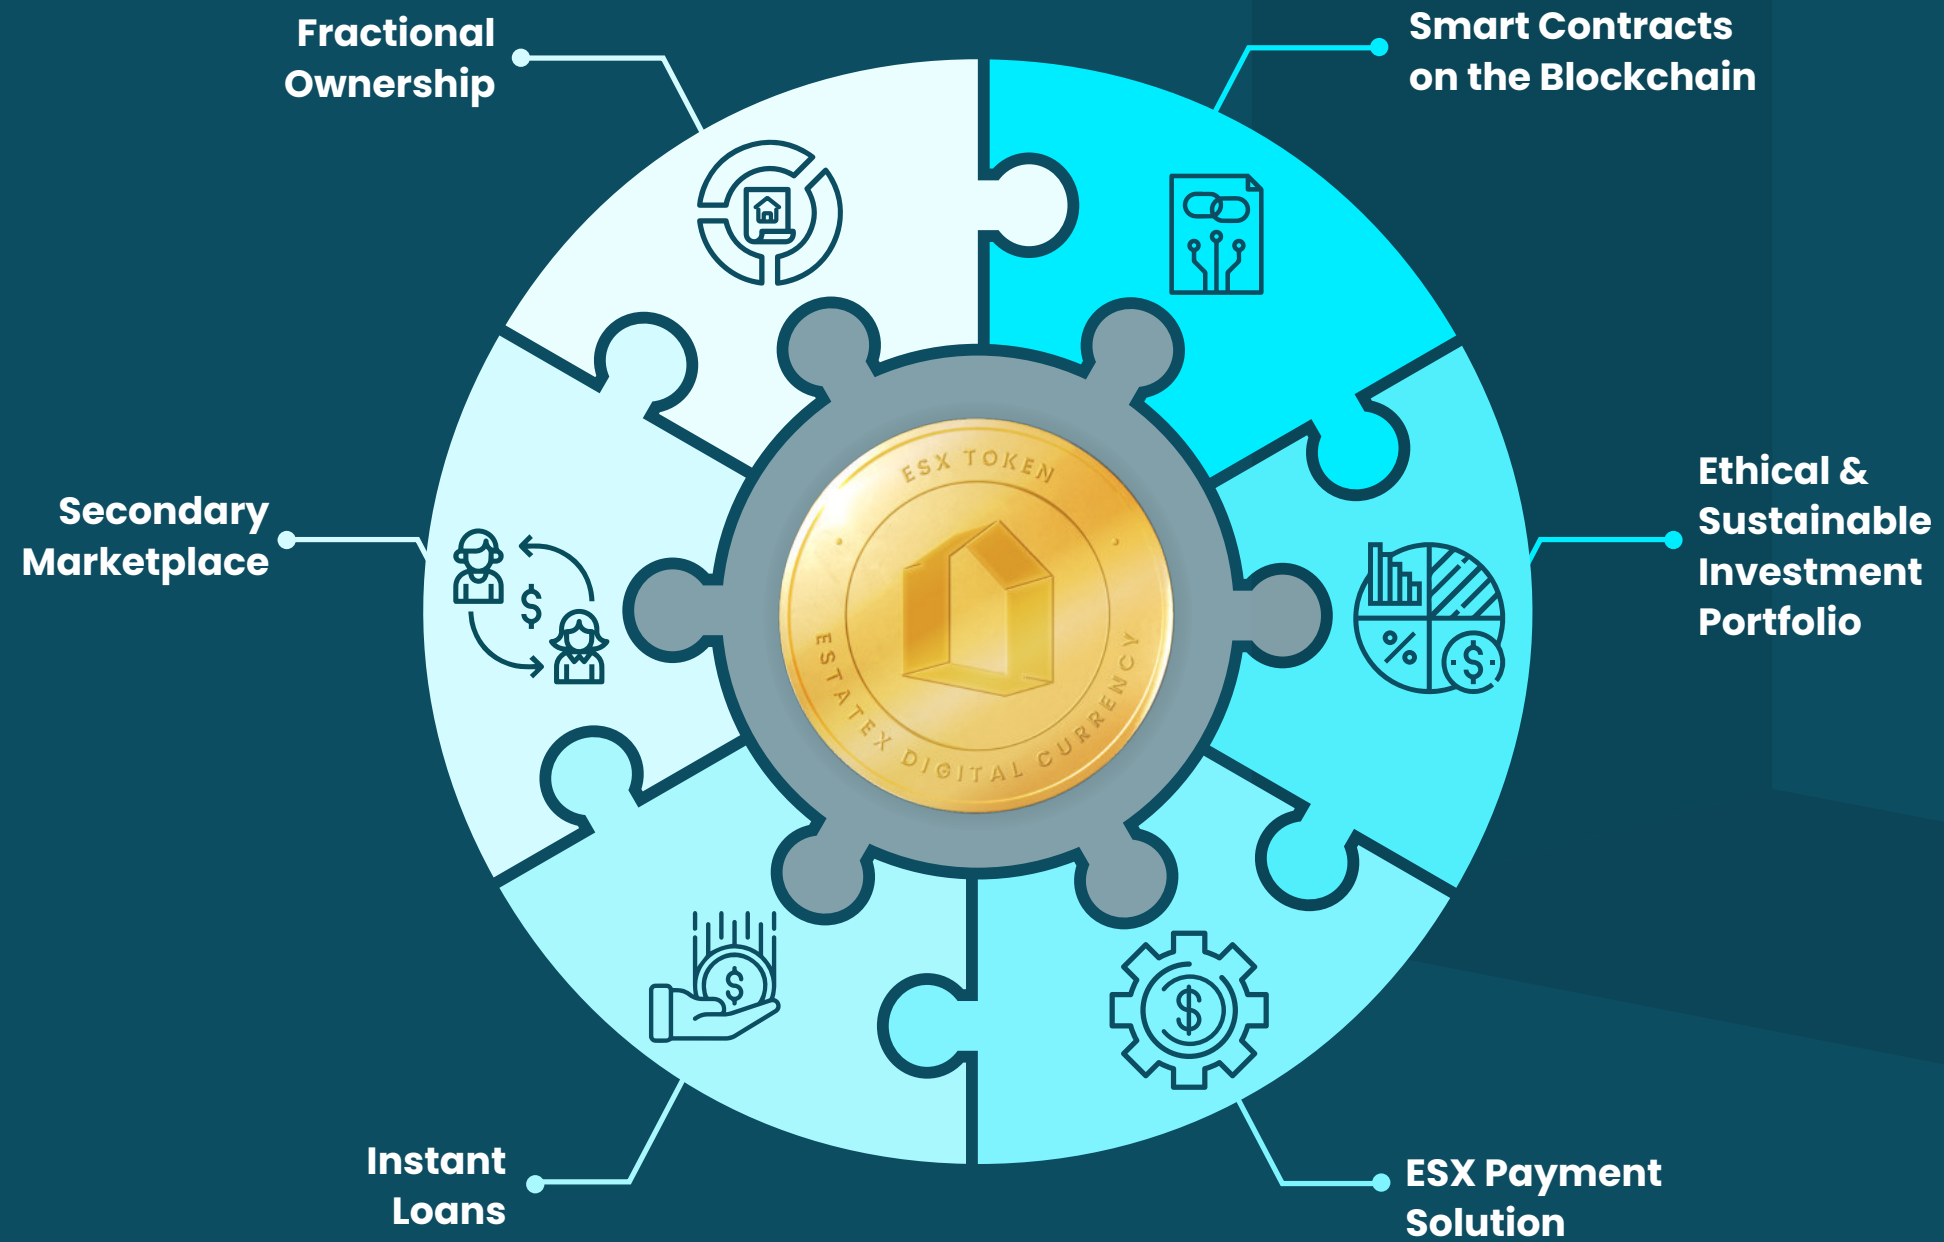 Fractional
Ownership
Smart Contracts
on the Blockchain
Secondary
Marketplace
ESX TOKEN
ESTATEX DIGITAL CURRENCY
Ethical &
Sustainable
Investment
Portfolio
$
%
$
$
$
Instant
Loans
ESX Payment
Solution